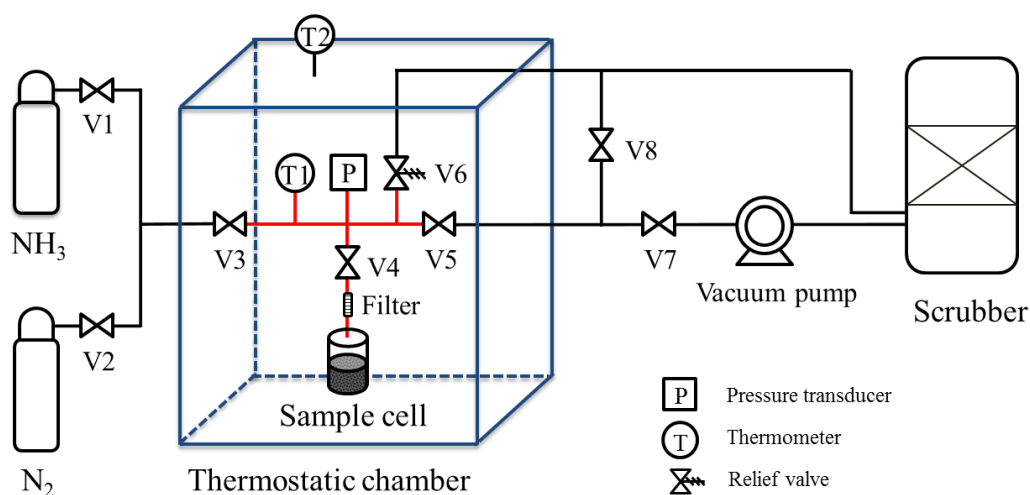 T2
V1
NH3
V2
N2
T1
P
V6
V3
V4
V5
Filter
Sample cell
Thermostatic chamber
V8
V7
Vacuum pump
Scrubber
P Pressure transducer
T Thermometer
Relief valve